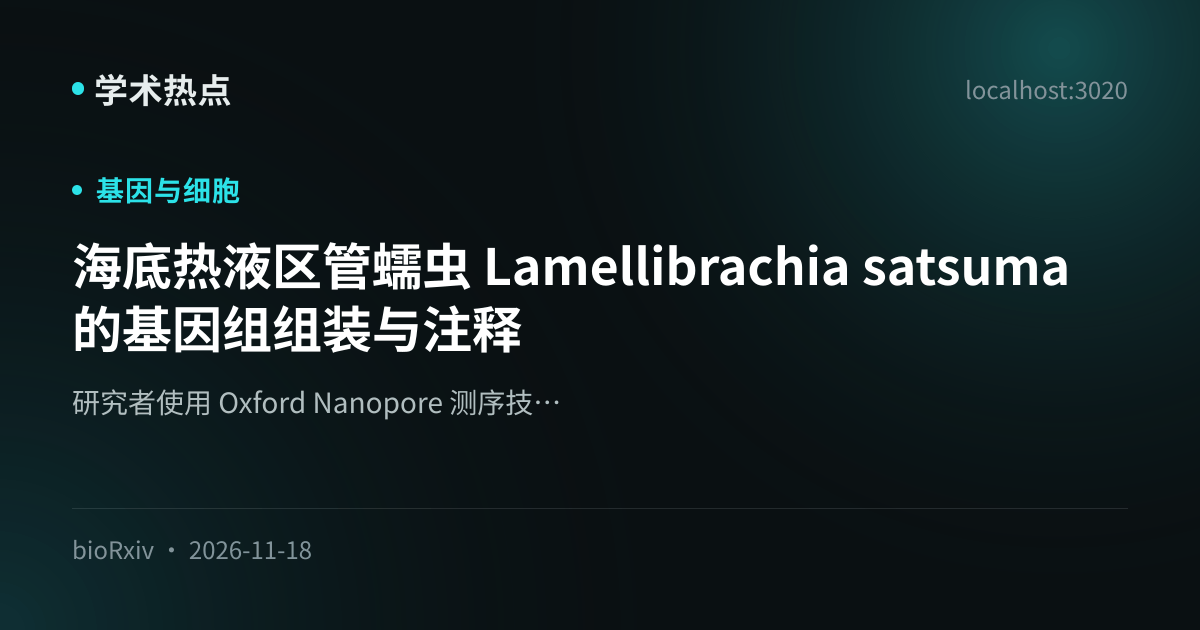 学术热点
localhost:3020
基因与细胞
海底热液区管蠕虫 Lamellibrachia satsuma
的基因组组装与注释
研究者使用 Oxford Nanopore 测序技…
bioRxiv • 2026-11-18